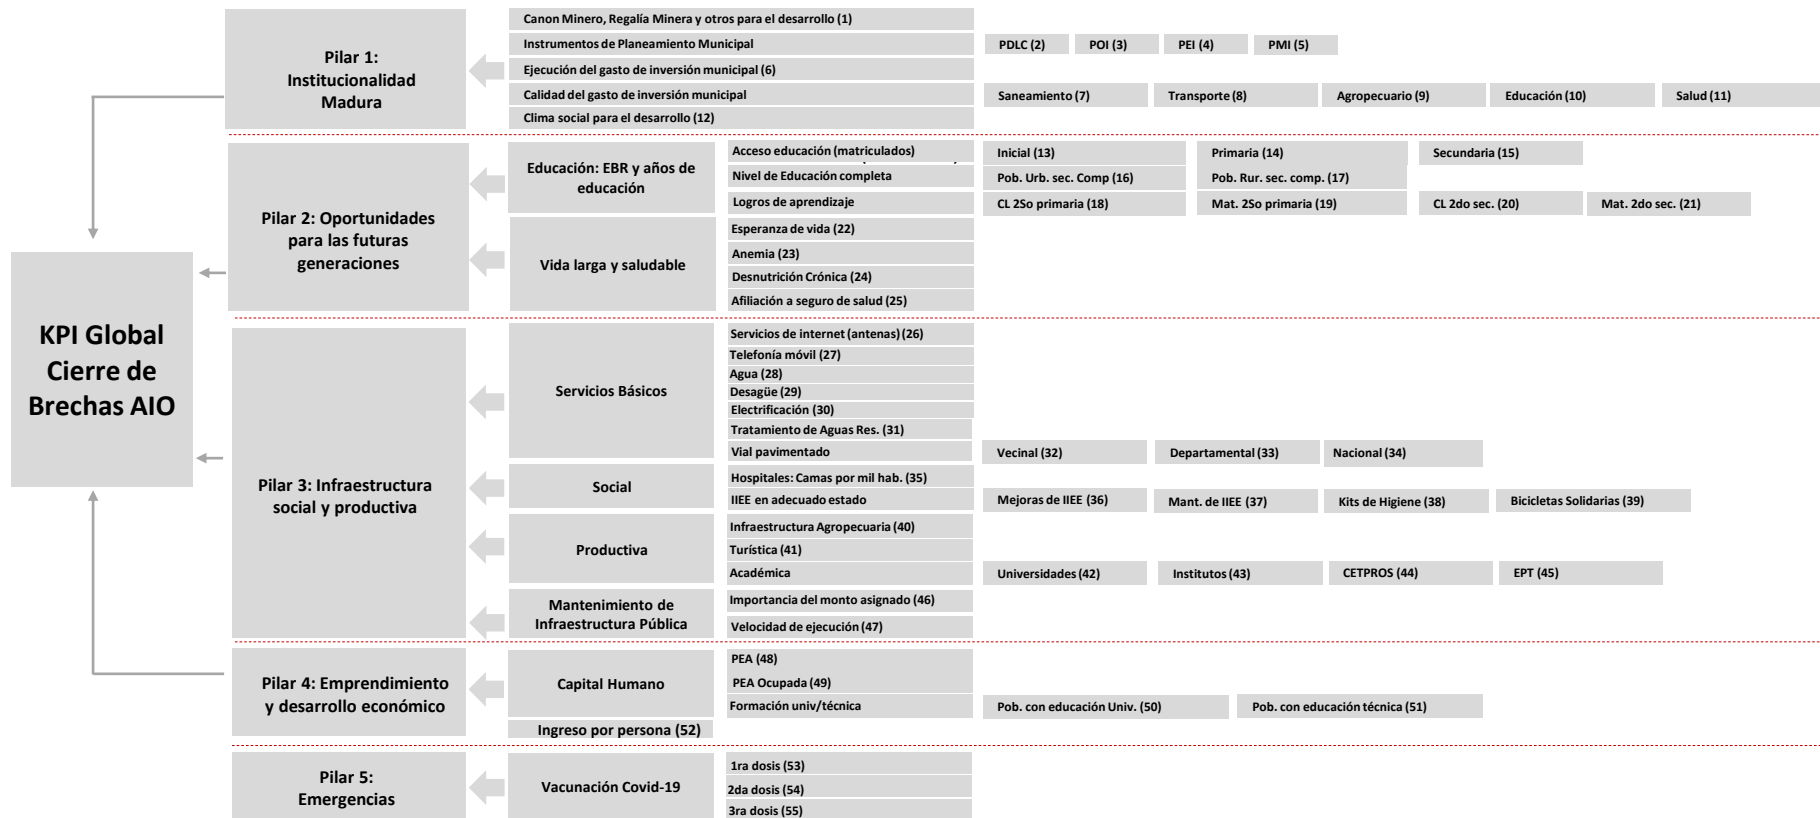 KPI Global
Cierre de
Brechas AIO
Pilar 1:
Institucionalidad
Madura
Canon Minero, Regalía Minera y otros para el desarrollo (1)
Instrumentos de Planeamiento Municipal
PDLC (2)
POI (3)
PEI (4)
PMI (5)
Ejecución del gasto de inversión municipal (6)
Calidad del gasto de inversión municipal
Saneamiento (7)
Transporte (8)
Agropecuario (9)
Educación (10)
Salud (11)
Clima social para el desarrollo (12)
Pilar 2: Oportunidades
para las futuras
generaciones
Educación: EBR y años de
educación
Acceso educación (matriculados)
Inicial (13)
Primaria (14)
Secundaria (15)
Nivel de Educación completa
Pob. Urb. sec. Comp (16)
Pob. Rur. sec. comp. (17)
Logros de aprendizaje
CL 2So primaria (18)
Mat. 2So primaria (19)
CL 2do sec. (20)
Mat. 2do sec. (21)
Vida larga y saludable
Esperanza de vida (22)
Anemia (23)
Desnutrición Crónica (24)
Afiliación a seguro de salud (25)
Pilar 3: Infraestructura
social y productiva
Servicios Básicos
Servicios de internet (antenas) (26)
Telefonía móvil (27)
Agua (28)
Desagüe (29)
Electrificación (30)
Tratamiento de Aguas Res. (31)
Vial pavimentado
Vecinal (32)
Departamental (33)
Nacional (34)
Social
Hospitales: Camas por mil hab. (35)
IIEE en adecuado estado
Mejoras de IIEE (36)
Mant. de IIEE (37)
Kits de Higiene (38)
Bicicletas Solidarias (39)
Productiva
Infraestructura Agropecuaria (40)
Turística (41)
Académica
Universidades (42)
Institutos (43)
CETPROS (44)
EPT (45)
Mantenimiento de
Infraestructura Pública
Importancia del monto asignado (46)
Velocidad de ejecución (47)
Pilar 4: Emprendimiento
y desarrollo económico
Capital Humano
PEA (48)
PEA Ocupada (49)
Formación univ/técnica
Pob. con educación Univ. (50)
Pob. con educación técnica (51)
Ingreso por persona (52)
Pilar 5:
Emergencias
Vacunación Covid-19
1ra dosis (53)
2da dosis (54)
3ra dosis (55)